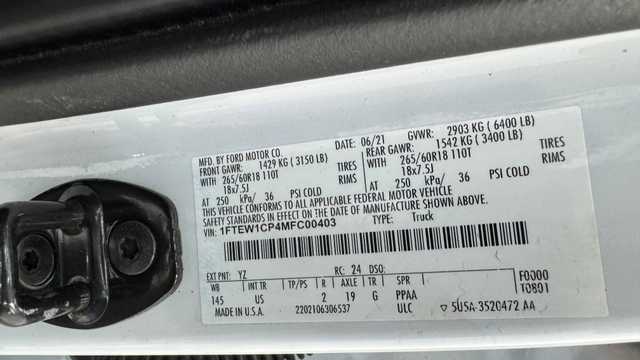 MFD. BY FORD MOTOR CO.
DATE: 06/21 GVWR: 2903 KG ( 6400 LB)
FRONT GAWR: 1429 KG ( 3150 LB)
REAR GAWR: 1542 KG ( 3400 LB)
WITH 265/60R18 110T TIRES
WITH 265/60R18 110T TIRES
18x7.5J RIMS
18x7.5J RIMS
AT 250 kPa/ 36 PSI COLD
AT 250 kPa/ 36 PSI COLD
THIS VEHICLE CONFORMS TO ALL APPLICABLE FEDERAL MOTOR VEHICLE
SAFETY STANDARDS IN EFFECT ON THE DATE OF MANUFACTURE SHOWN ABOVE.
VIN: 1FTEW1CP4MFC00403 TYPE: Truck
EXT PNT: YZ RC: 24 DSO: F0000
WB INT TR TP/PS R AXLE TR SPR T0801
145 US 2 19 G PPAA
MADE IN U.S.A. 2202106306537 ULC ▽ 5U5A-3520472 AA